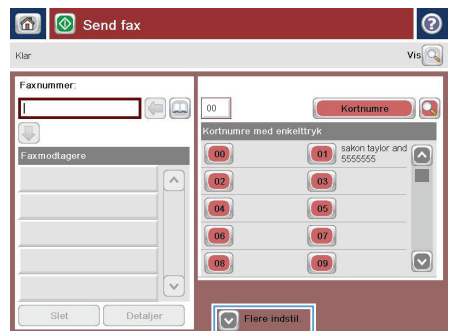 Send fax
Klar
Vis
Faxnummer:
00
Kortnumre
Kortnumre med enkelttryk
Faxmodtagere
00
01 sakon taylor and
5555555
02
03
04
05
06
07
08
09
Slet
Detaljer
Flere indstil.